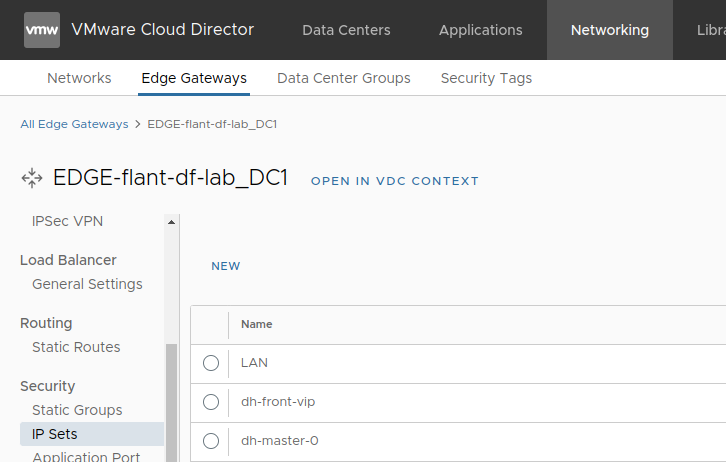 vmw VMware Cloud Director Data Centers Applications Networking Libra
Networks Edge Gateways Data Center Groups Security Tags
All Edge Gateways > EDGE-flant-df-lab_DC1
EDGE-flant-df-lab_DC1 OPEN IN VDC CONTEXT
IPSec VPN
Load Balancer
General Settings
Routing
Static Routes
Security
Static Groups
IP Sets
Application Port
NEW
Name
LAN
dh-front-vip
dh-master-0